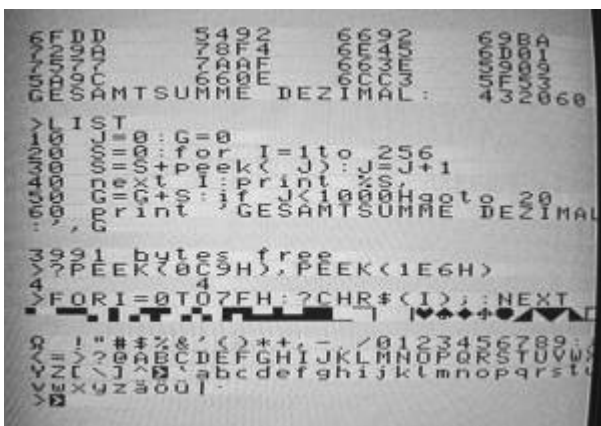 6FDD 5492 6692 69BA
729A 78F4 6E45 6D01
7577 7AAF 663E 5909
5A9C 660E 6CC3 5F53
GESAMTSUMME DEZIMAL: 432060
>LIST
10 J=0:G=0
20 S=0:for I=1to 256
30 S=S+peek( J):J=J+1
40 next I:print %S,
50 G=G+S:if J<1000Hgoto 20
60 print 'GESAMTSUMME DEZIMAL
:',G
3991 bytes free
>?PEEK(0C9H),PEEK(1E6H)
4 4
>FORI=0TO7FH:?CHR$(I);:NEXT
!"#$%&'()*+,-./0123456789:;
<=>?@ABCDEFGHIJKLMNOPQRSTUVWX
YZ[\]^ `abcdefghijklmnopqrstu
vwxyzäöü|
>